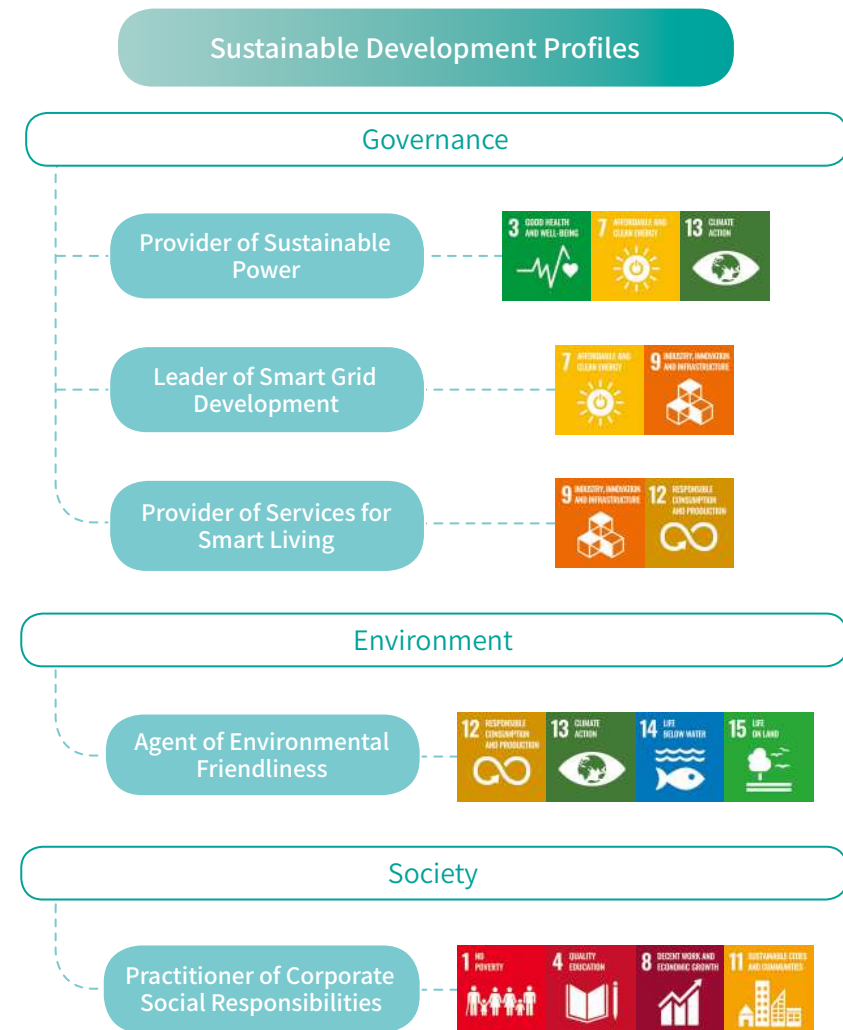 Sustainable Development Profiles
Governance
Provider of Sustainable
Power
3 GOOD HEALTH
AND WELL-BEING
7 AFFORDABLE AND
CLEAN ENERGY
13 CLIMATE
ACTION
Leader of Smart Grid
Development
7 AFFORDABLE AND
CLEAN ENERGY
9 INDUSTRY, INNOVATION
AND INFRASTRUCTURE
Provider of Services for
Smart Living
9 INDUSTRY, INNOVATION
AND INFRASTRUCTURE
12 RESPONSIBLE
CONSUMPTION
AND PRODUCTION
Environment
Agent of Environmental
Friendliness
12 RESPONSIBLE
CONSUMPTION
AND PRODUCTION
13 CLIMATE
ACTION
14 LIFE
BELOW WATER
15 LIFE
ON LAND
Society
Practitioner of Corporate
Social Responsibilities
1 NO
POVERTY
4 QUALITY
EDUCATION
8 DECENT WORK AND
ECONOMIC GROWTH
11 SUSTAINABLE CITIES
AND COMMUNITIES